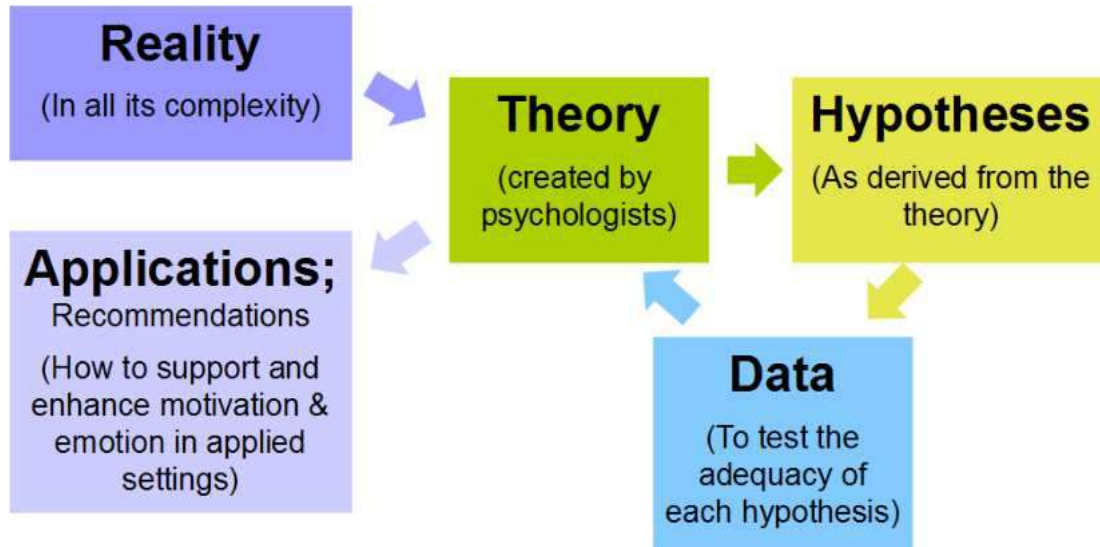 Reality
(In all its complexity)
Theory
(created by
psychologists)
Hypotheses
(As derived from the
theory)
Applications;
Recommendations
(How to support and
enhance motivation &
emotion in applied
settings)
Data
(To test the
adequacy of
each hypothesis)